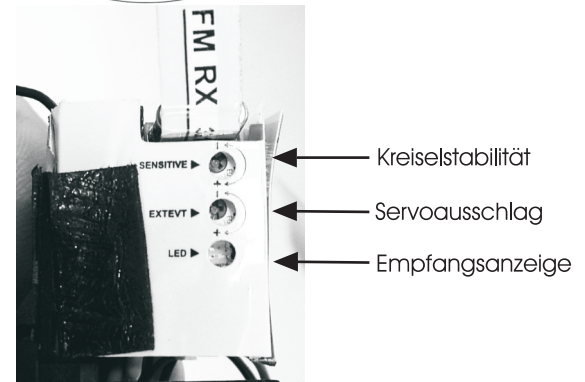 FM RX
SENSITIVE
EXTEVT
LED
Kreiselstabilität
Servoausschlag
Empfangsanzeige
- + - +